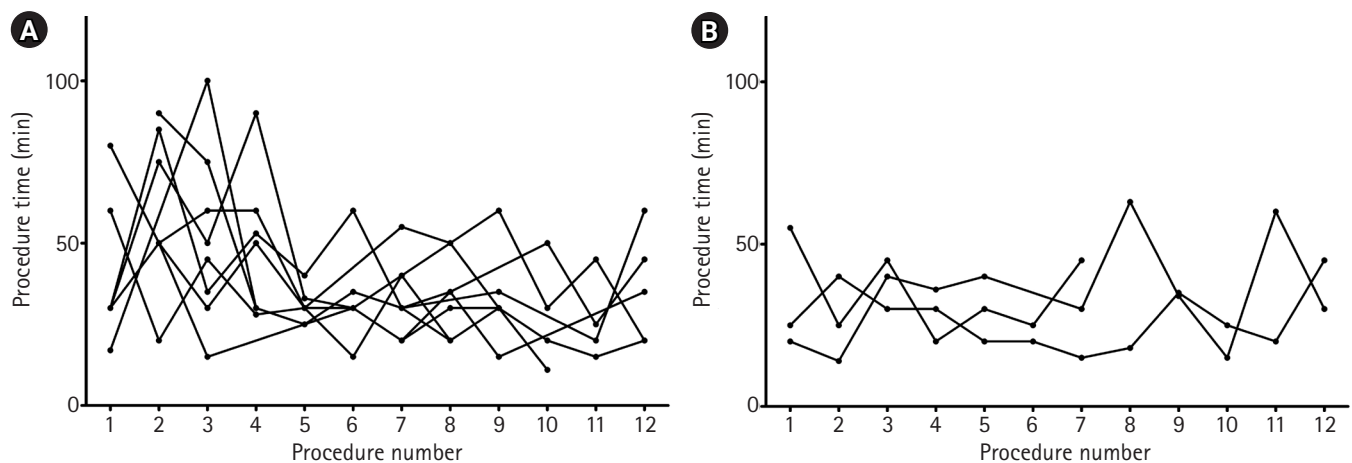 A
Procedure time (min)
100
50
0
1 2 3 4 5 6 7 8 9 10 11 12
Procedure number
B
Procedure time (min)
100
50
0
1 2 3 4 5 6 7 8 9 10 11 12
Procedure number